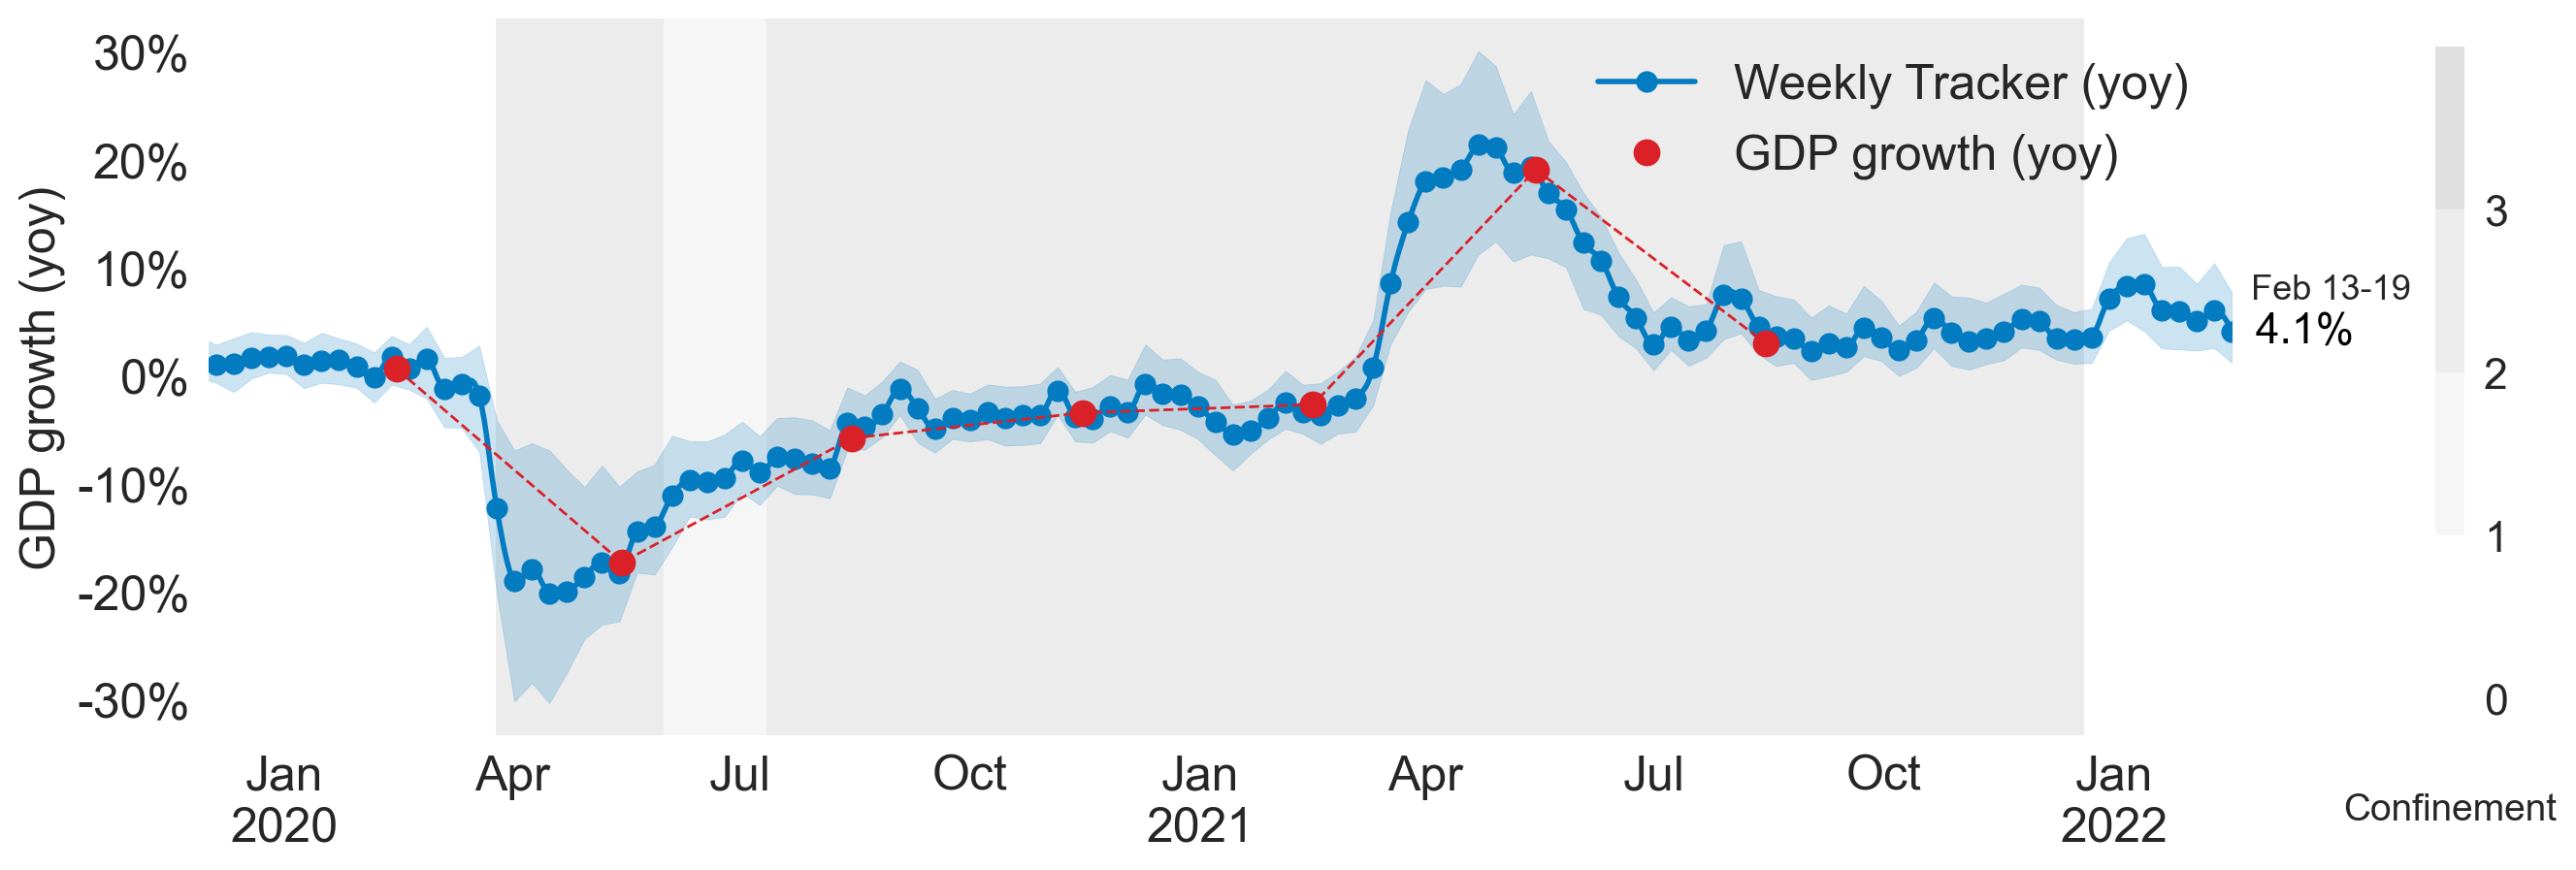 GDP growth (yoy)
30%
20%
10%
0%
-10%
-20%
-30%
Weekly Tracker (yoy)
GDP growth (yoy)
Feb 13-19
4.1%
3
2
1
0
Jan Apr Jul Oct Jan Apr Jul Oct Jan
2020 2021 2022
Confinement